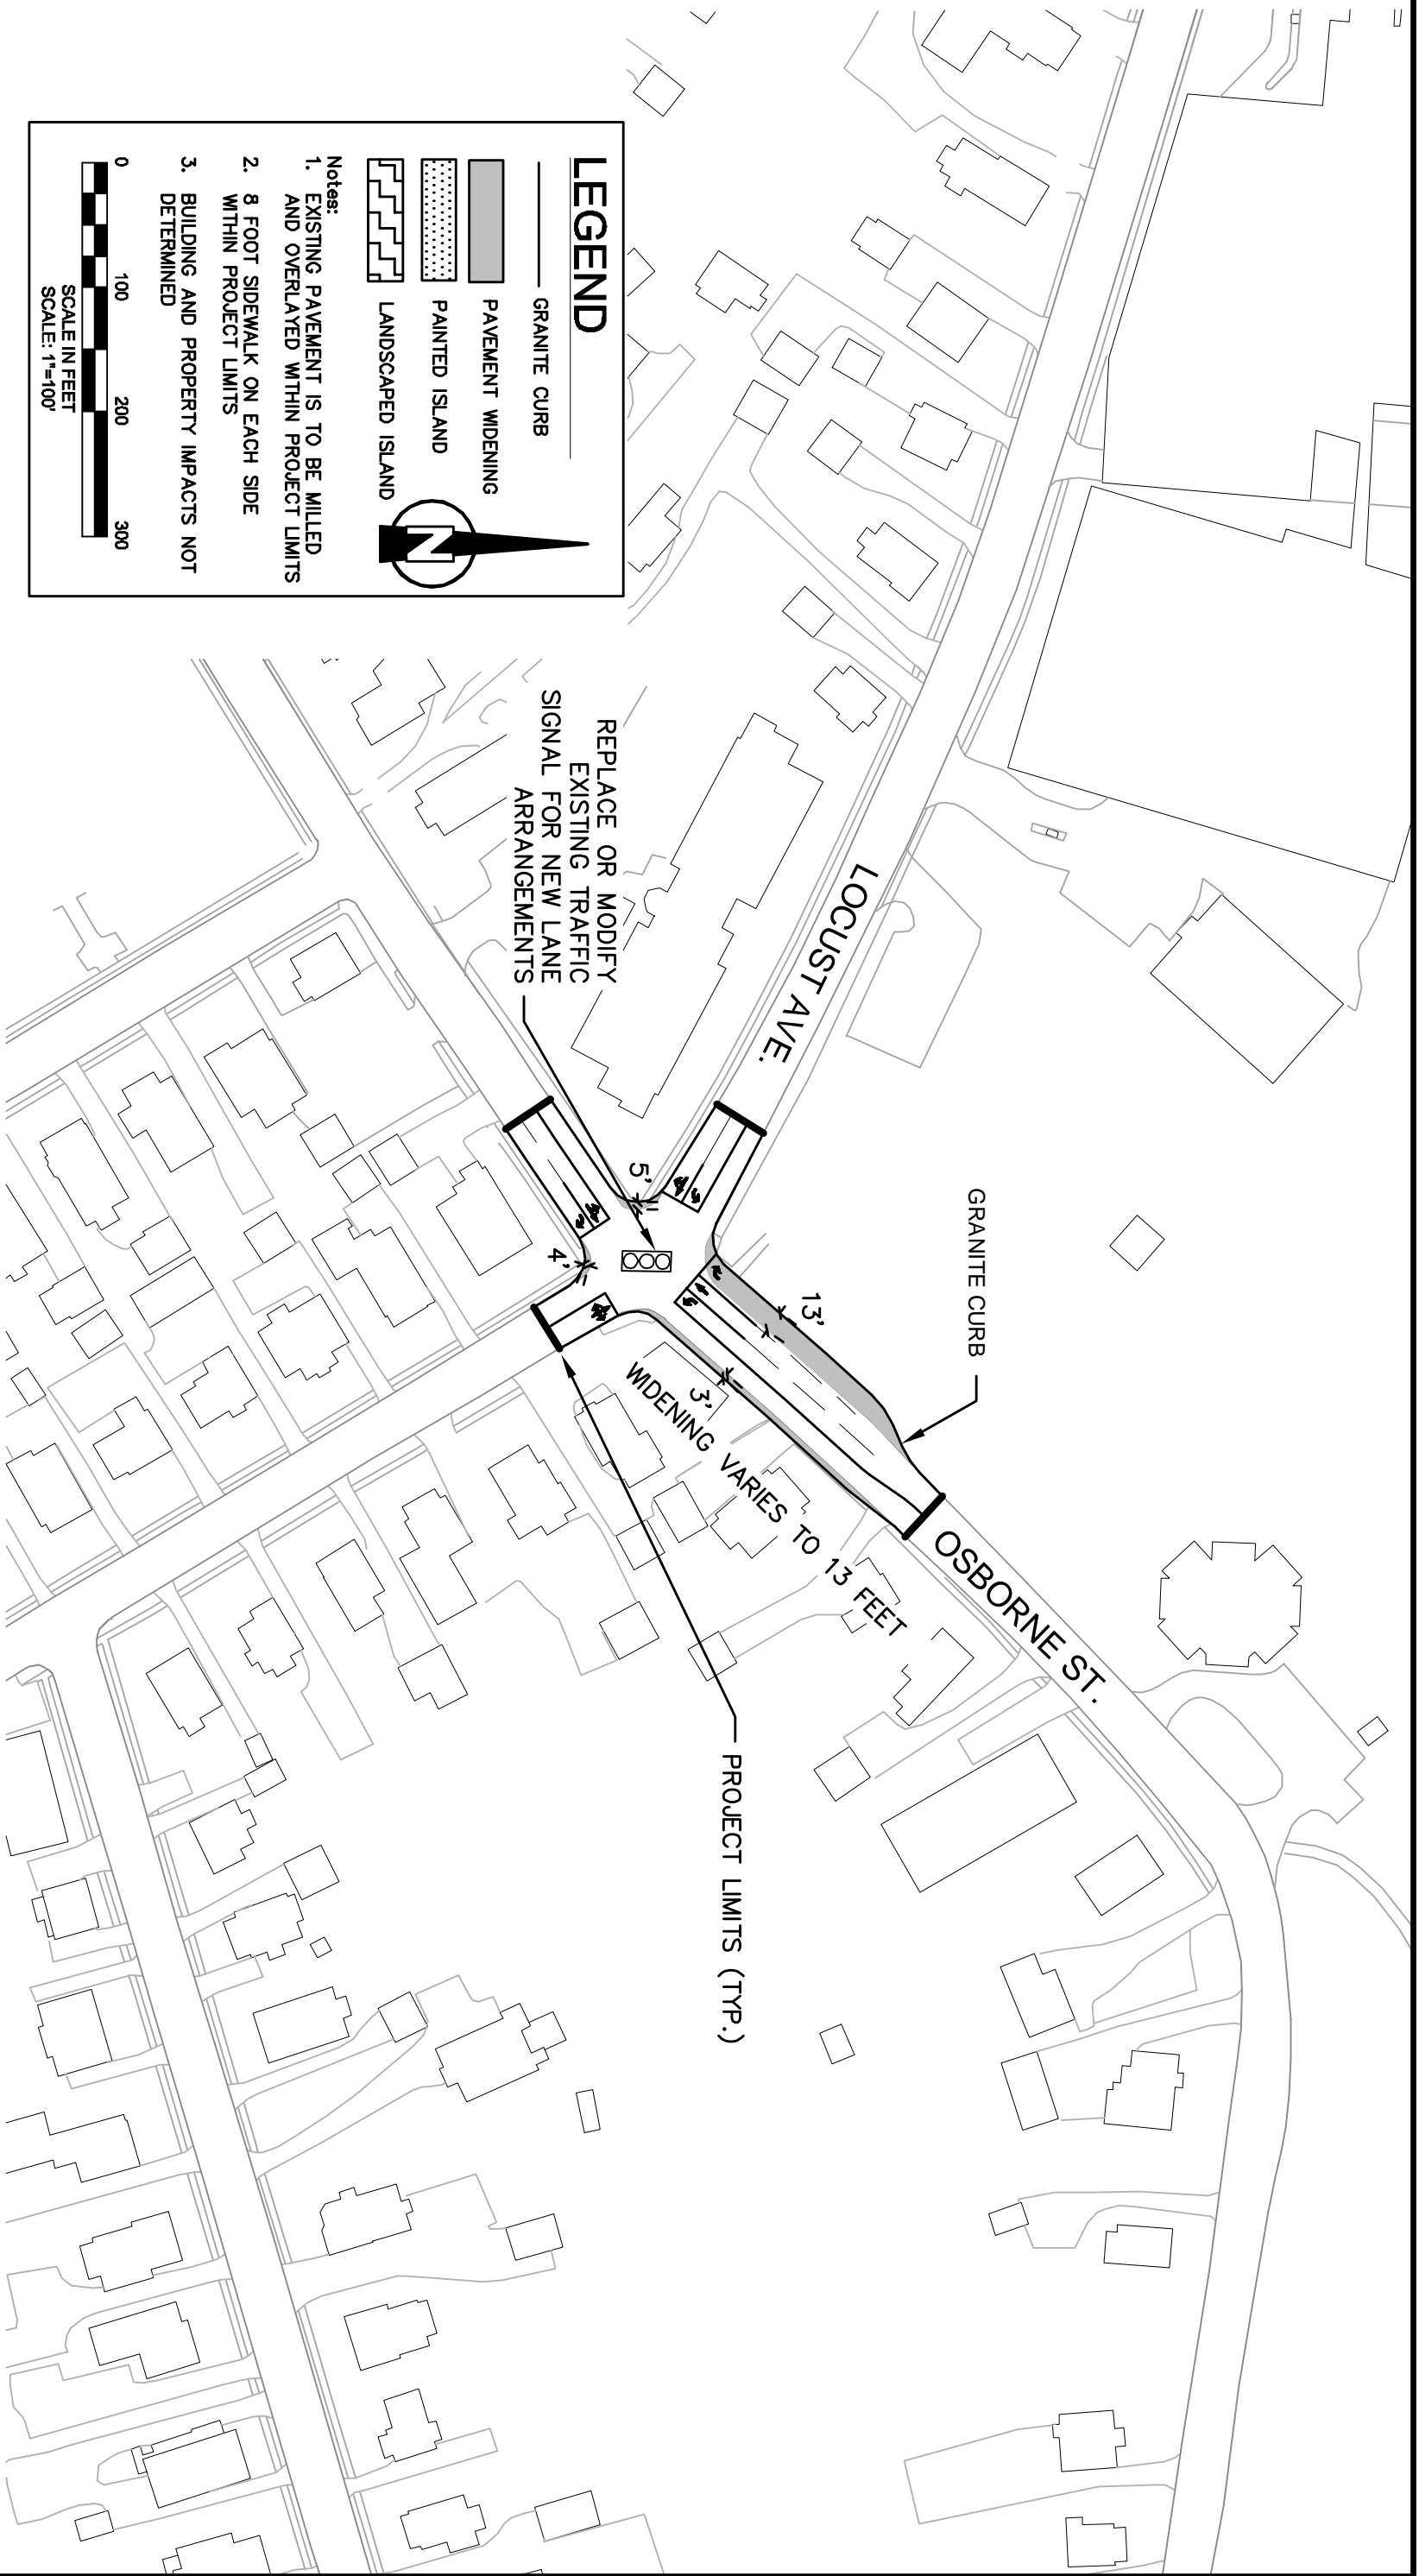 LEGEND
GRANITE CURB
PAVEMENT WIDENING
PAINTED ISLAND
LANDSCAPED ISLAND
N
Notes:
1. EXISTING PAVEMENT IS TO BE MILLED
AND OVERLAYED WITHIN PROJECT LIMITS
2. 8 FOOT SIDEWALK ON EACH SIDE
WITHIN PROJECT LIMITS
3. BUILDING AND PROPERTY IMPACTS NOT
DETERMINED
0 100 200 300
SCALE IN FEET
SCALE: 1"=100'
REPLACE OR MODIFY
EXISTING TRAFFIC
SIGNAL FOR NEW LANE
ARRANGEMENTS
LOCUST AVE.
GRANITE CURB
13'
5'
4'
3'
WIDENING VARIES TO 13 FEET
OSBORNE ST.
PROJECT LIMITS (TYP.)